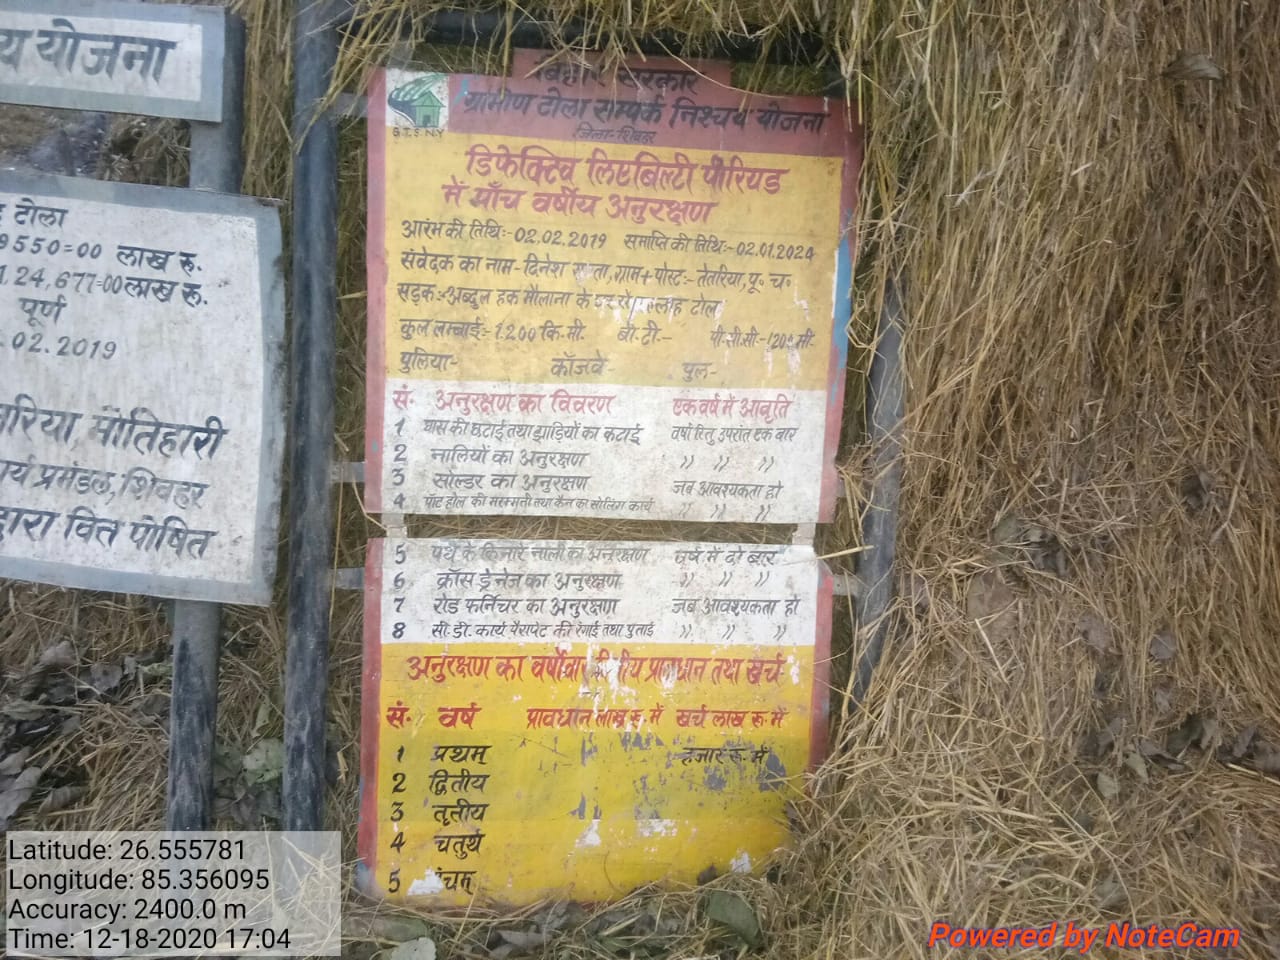 य योजना
टोला
9550=00 लाख रु.
1,24,677=00 लाख रु.
पूर्ण
.02.2019
रिया, मोतिहारी
कार्य प्रमंडल, शिवहर
द्वारा वित्त पोषित
बिहार सरकार
ग्रामीण टोला सम्पर्क निश्चय योजना
जिला-शिवहर
G.T.S.N.Y
डिफेक्टिव लिएबिल्टी पीरियड
में पाँच वर्षीय अनुरक्षण
आरंभ की तिथि:-02.02.2019 समाप्ति की तिथि:-02.01.2024
संवेदक का नाम-दिनेश ग्राम+पोस्ट:- तेतरिया, पू. च.
सड़क:-अब्दुल हक मौलाना के टोला
कुल लम्बाई:- 1.200 कि.मी. बी.टी.- पी.सी.सी.- मी.
पुलिया- कॉजवे- पुल-
सं. अनुरक्षण का विवरण एक वर्ष में आवृति
1 घास की छटाई तथा झाड़ियों का कटाई वर्षा रितु उपरांत एक बार
2 नालियों का अनुरक्षण ,, ,, ,,
3 सोल्डर का अनुरक्षण जब आवश्यकता हो
4 पॉट होल की मरम्मती तथा का सीलिंग कार्य ,, ,, ,,
5 पथ के किनारे नाली का अनुरक्षण वर्ष में दो बार
6 क्रॉस ड्रेनेज का अनुरक्षण ,, ,, ,,
7 रोड फर्निचर का अनुरक्षण जब आवश्यकता हो
8 सी.डी. कार्य पैरापेट की रंगाई तथा पुताई ,, ,, ,,
अनुरक्षण का वर्षवार तथा खर्च
सं. वर्ष प्रावधान लाख रु. में खर्च लाख रु. में
1 प्रथम् हजार रु. में
2 द्वितीय
3 तृतीय
4 चतुर्थ
5 पंचम्
Latitude: 26.555781
Longitude: 85.356095
Accuracy: 2400.0 m
Time: 12-18-2020 17:04
Powered by NoteCam